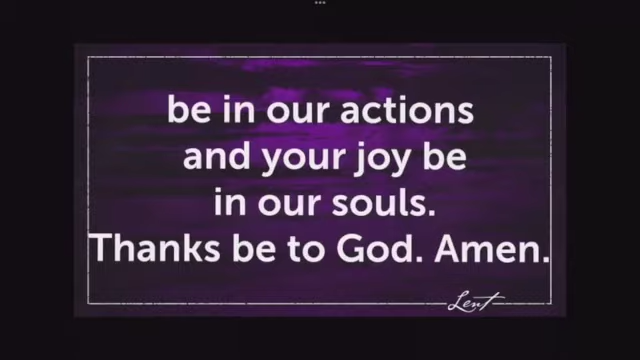 be in our actions
and your joy be
in our souls.
Thanks be to God. Amen.
Lent